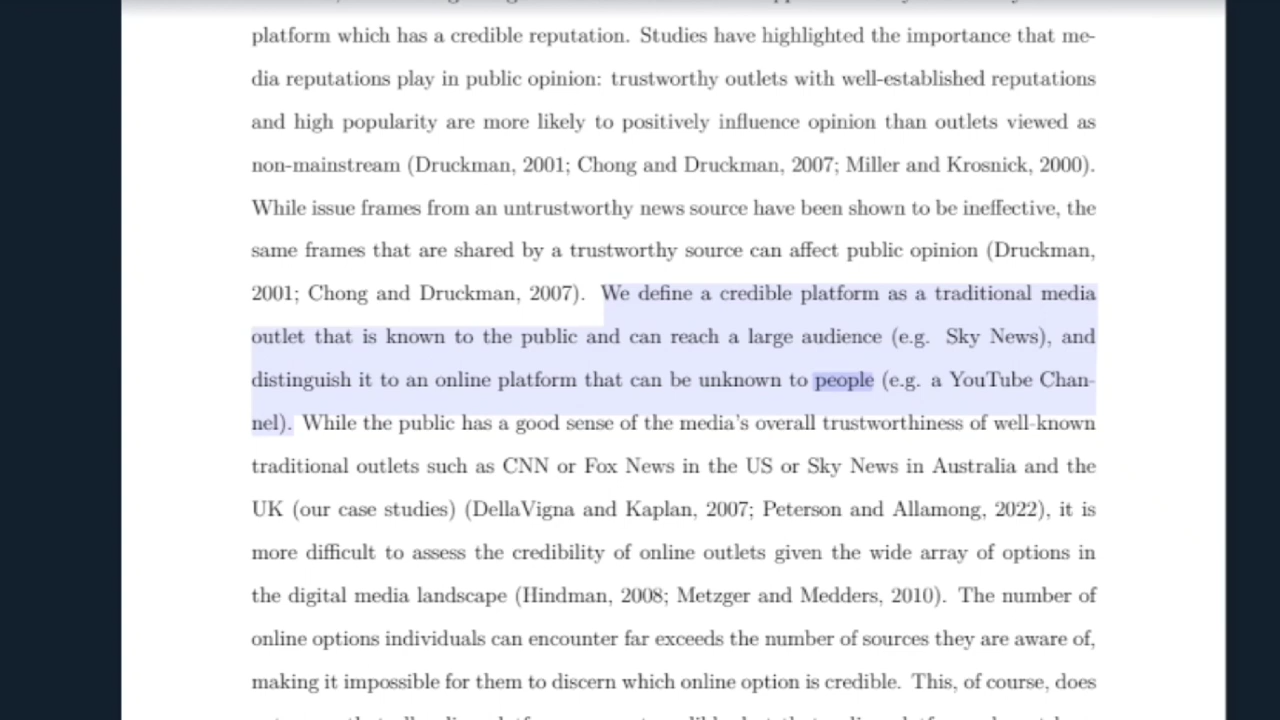 platform which has a credible reputation. Studies have highlighted the importance that me-
dia reputations play in public opinion: trustworthy outlets with well-established reputations
and high popularity are more likely to positively influence opinion than outlets viewed as
non-mainstream (Druckman, 2001; Chong and Druckman, 2007; Miller and Krosnick, 2000).
While issue frames from an untrustworthy news source have been shown to be ineffective, the
same frames that are shared by a trustworthy source can affect public opinion (Druckman,
2001; Chong and Druckman, 2007). We define a credible platform as a traditional media
outlet that is known to the public and can reach a large audience (e.g. Sky News), and
distinguish it to an online platform that can be unknown to people (e.g. a YouTube Chan-
nel). While the public has a good sense of the media's overall trustworthiness of well-known
traditional outlets such as CNN or Fox News in the US or Sky News in Australia and the
UK (our case studies) (DellaVigna and Kaplan, 2007; Peterson and Allamong, 2022), it is
more difficult to assess the credibility of online outlets given the wide array of options in
the digital media landscape (Hindman, 2008; Metzger and Medders, 2010). The number of
online options individuals can encounter far exceeds the number of sources they are aware of,
making it impossible for them to discern which online option is credible. This, of course, does